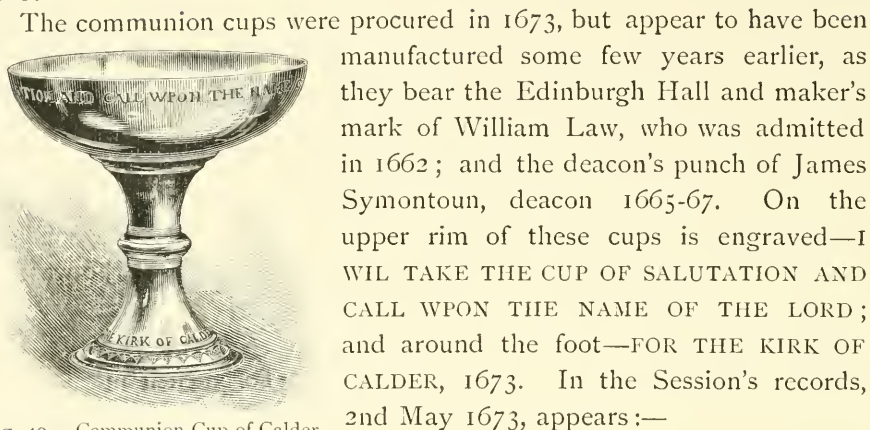 The communion cups were procured in 1673, but appear to have been
manufactured some few years earlier, as
they bear the Edinburgh Hall and maker's
mark of William Law, who was admitted
in 1662; and the deacon's punch of James
Symontoun, deacon 1665-67. On the
upper rim of these cups is engraved—I
WIL TAKE THE CUP OF SALUTATION AND
CALL WPON THE NAME OF THE LORD;
and around the foot—FOR THE KIRK OF
CALDER, 1673. In the Session's records,
2nd May 1673, appears:—
TION AND CALL WPON THE NA
KIRK OF CALD
Communion Cup of Calder